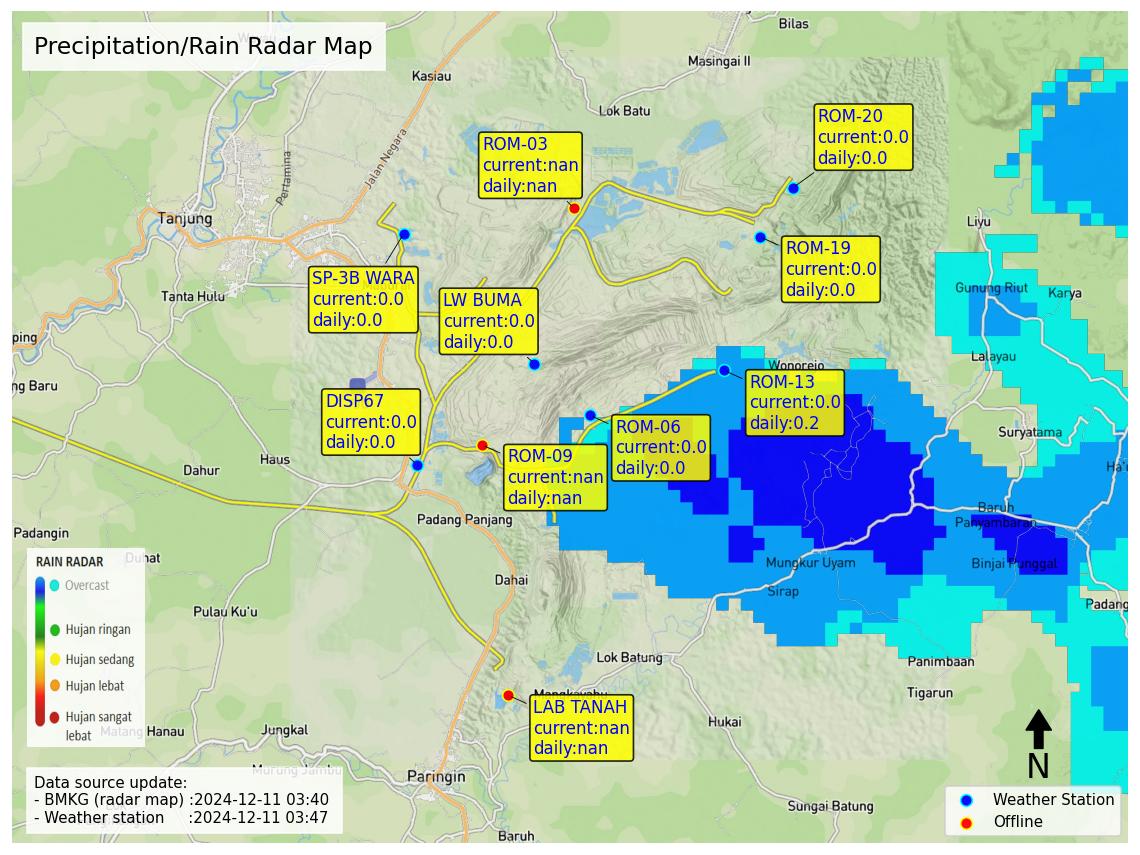 Precipitation/Rain Radar Map
Bilas
Masingai II
Kasiau
Lok Batu
Jalan Negara
Pertamina
Tanjung
Tanta Hulu
ping
ng Baru
ROM-03
current:nan
daily:nan
ROM-20
current:0.0
daily:0.0
ROM-19
current:0.0
daily:0.0
SP-3B WARA
current:0.0
daily:0.0
LW BUMA
current:0.0
daily:0.0
Liyu
Gunung Riut
Karya
Lalayau
Wonorejo
ROM-13
current:0.0
daily:0.2
DISP67
current:0.0
daily:0.0
ROM-06
current:0.0
daily:0.0
ROM-09
current:nan
daily:nan
Suryatama
Ha'u
Haus
Dahur
Padangin
Duhat
Padang Panjang
Dahai
Pulau Ku'u
Baruh
Panyambaran
Binjai Punggal
Mungkur Uyam
Sirap
Padang
Lok Batung
Panimbaan
Tigarun
Mangkayahu
LAB TANAH
current:nan
daily:nan
Hukai
Sungai Batung
Jungkal
Matang Hanau
Murung Jambu
Paringin
Baruh
RAIN RADAR
Overcast
Hujan ringan
Hujan sedang
Hujan lebat
Hujan sangat
lebat
Data source update:
- BMKG (radar map) :2024-12-11 03:40
- Weather station :2024-12-11 03:47
N
Weather Station
Offline